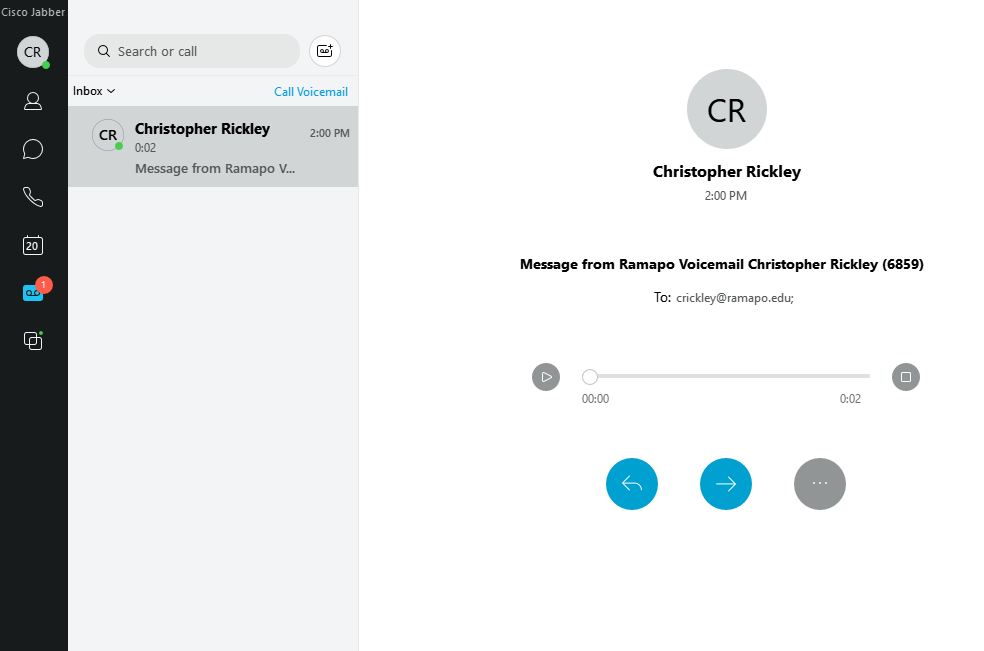 Cisco Jabber
CR
20
1
Search or call
Inbox
Call Voicemail
CR
Christopher Rickley
2:00 PM
0:02
Message from Ramapo V...
CR
Christopher Rickley
2:00 PM
Message from Ramapo Voicemail Christopher Rickley (6859)
To: crickley@ramapo.edu;
00:00
0:02